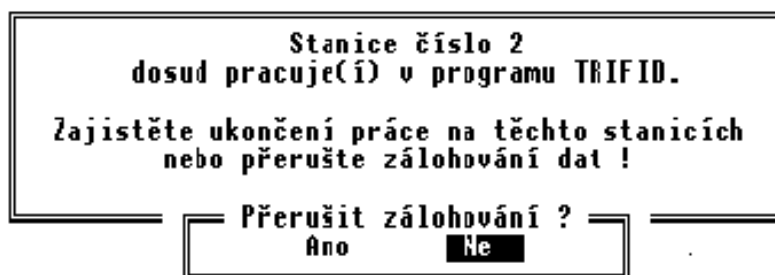 Stanice číslo 2
dosud pracuje(í) v programu TRIFID.
Zajistěte ukončení práce na těchto stanicích
nebo přerušte zálohování dat !
Přerušit zálohování ?
Ano Ne